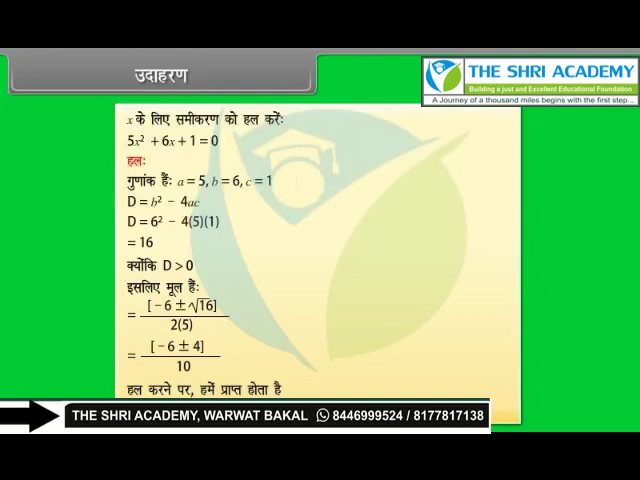 उदाहरण
THE SHRI ACADEMY
Building a just and Excellent Educational Foundation
A Journey of a thousand miles begins with the first step...
x के लिए समीकरण को हल करें:
5x² + 6x + 1 = 0
हल:
गुणांक हैं: a = 5, b = 6, c = 1
D = b² − 4ac
D = 6² − 4(5)(1)
= 16
क्योंकि D > 0
इसलिए मूल हैं:
= [− 6 ± √16] / 2(5)
= [− 6 ± 4] / 10
हल करने पर, हमें प्राप्त होता है
THE SHRI ACADEMY, WARWAT BAKAL 8446999524 / 8177817138